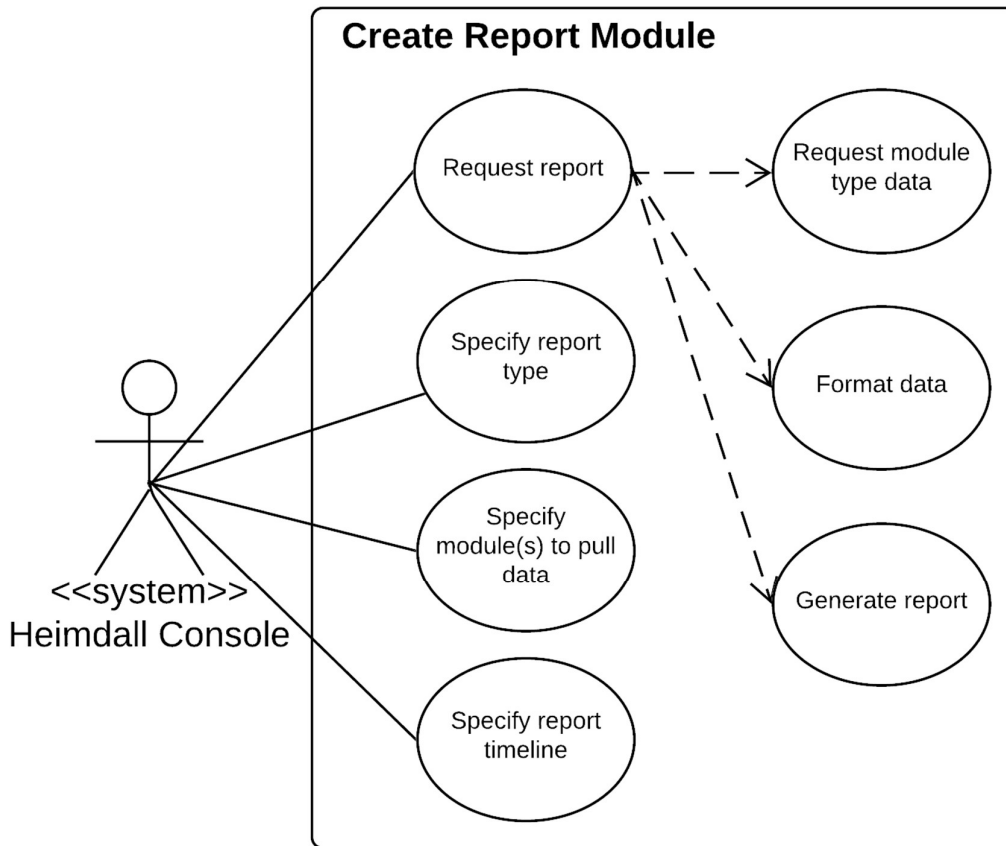 Create Report Module
Request report
Request module
type data
Specify report
type
Format data
Specify
module(s) to pull
data
Generate report
<<system>>
Heimdall Console
Specify report
timeline